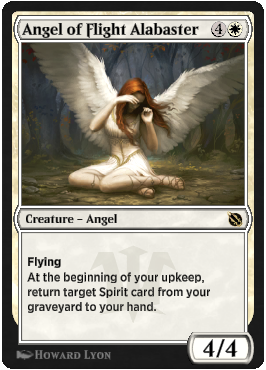 Angel of Flight Alabaster 4
Creature – Angel
Flying
At the beginning of your upkeep,
return target Spirit card from your
graveyard to your hand.
Howard Lyon
4/4